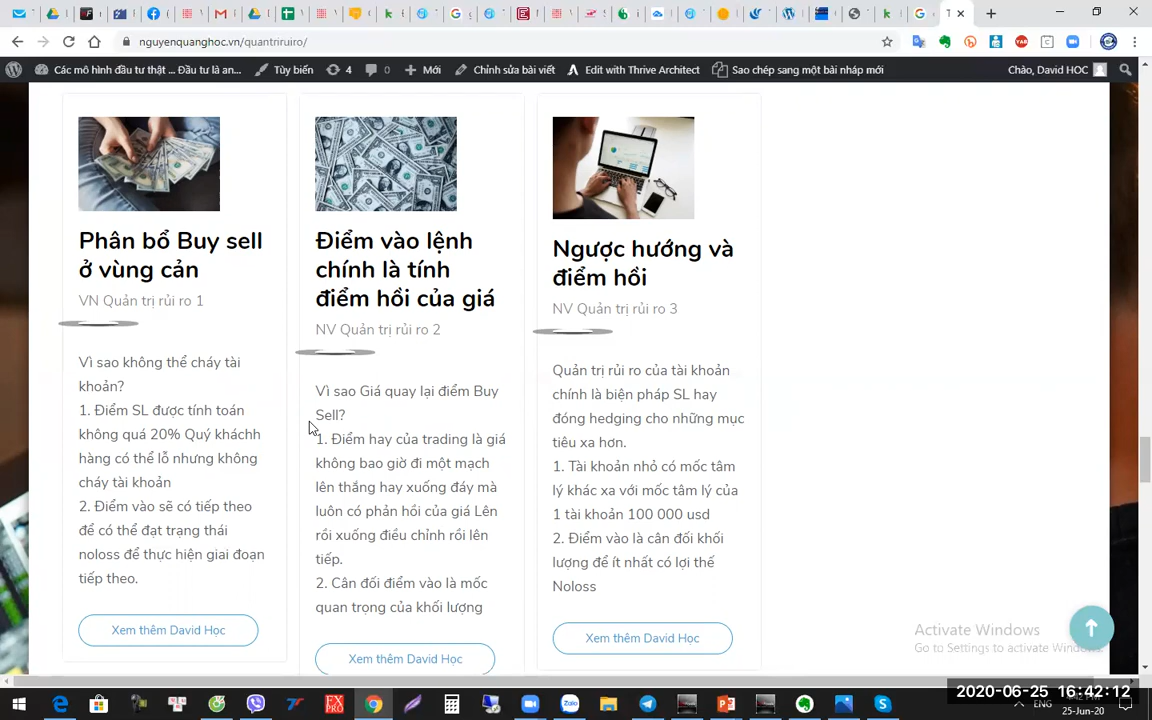 nguyenquanghoc.vn/quantriruiro/
Các mô hình đầu tư thật ... Đầu tư là an...
Tùy biến
4
0
Mới
Chỉnh sửa bài viết
Edit with Thrive Architect
Sao chép sang một bài nháp mới
Chào, David HOC
Phân bổ Buy sell
ở vùng cản
VN Quản trị rủi ro 1
Vì sao không thể cháy tài
khoản?
1. Điểm SL được tính toán
không quá 20% Quý kháchh
hàng có thể lỗ nhưng không
cháy tài khoản
2. Điểm vào sẽ có tiếp theo
để có thể đạt trạng thái
noloss để thực hiện giai đoạn
tiếp theo.
Xem thêm David Học
Điểm vào lệnh
chính là tính
điểm hồi của giá
NV Quản trị rủi ro 2
Vì sao Giá quay lại điểm Buy
Sell?
1. Điểm hay của trading là giá
không bao giờ đi một mạch
lên thẳng hay xuống đáy mà
luôn có phản hồi của giá Lên
rồi xuống điều chỉnh rồi lên
tiếp.
2. Cân đối điểm vào là mốc
quan trọng của khối lượng
Xem thêm David Học
Ngược hướng và
điểm hồi
NV Quản trị rủi ro 3
Quản trị rủi ro của tài khoản
chính là biện pháp SL hay
đóng hedging cho những mục
tiêu xa hơn.
1. Tài khoản nhỏ có mốc tâm
lý khác xa với mốc tâm lý của
1 tài khoản 100 000 usd
2. Điểm vào là cân đối khối
lượng để ít nhất có lợi thế
Noloss
Xem thêm David Học
Activate Windows
Go to Settings to activate Windows.
2020-06-25 16:42:12
ENG
25-Jun-20